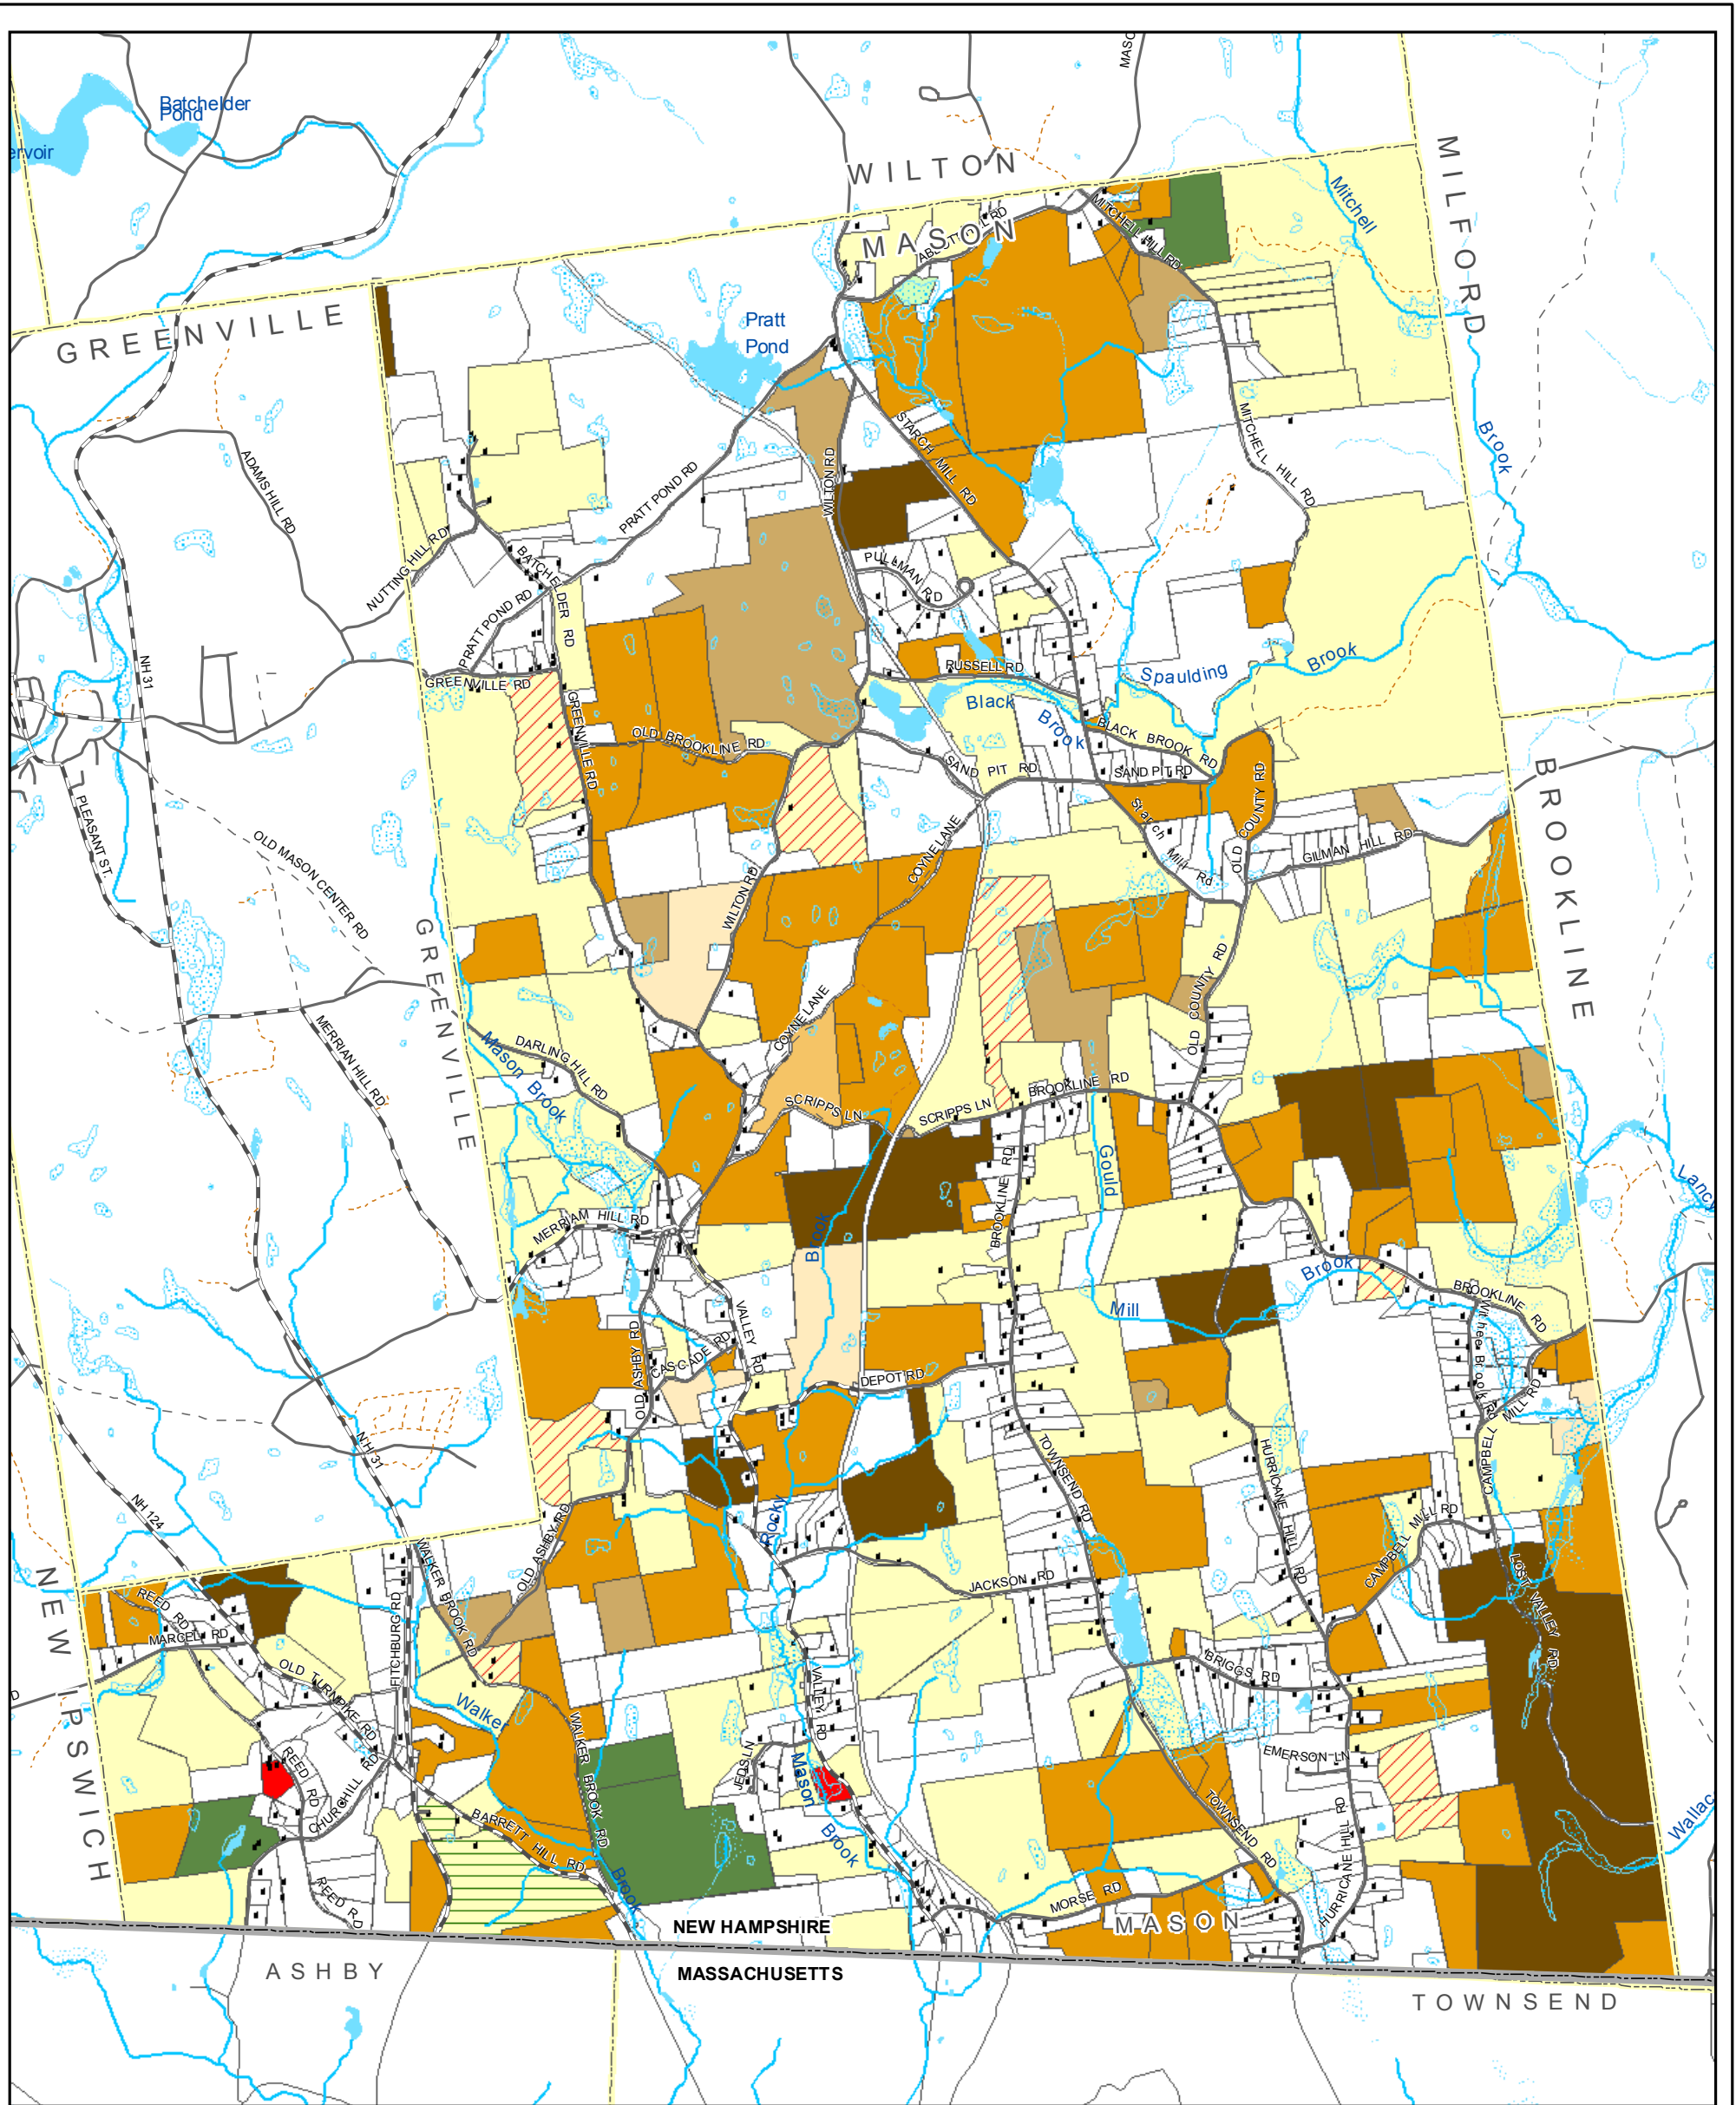 Batchelder
Pond
ervoir
MASO
WILTON
MILFORD
Mitchell
MITCHELL HILL RD
MASON
GREENVILLE
Pratt
Pond
STARCH MILL RD
MITCHELL HILL RD
Brook
ADAMS HILL RD
WILTON RD
PRATT POND RD
NUTTING HILL RD
BATCHE
DER RD
PULLMAN RD
PRATT POND RD
NH 31
GREENVILLE RD
RUSSELL RD
Spaulding
Brook
Black
Brook
GREENVILLE RD
OLD BROOKLINE RD
BLACK BROOK RD
SAND PIT RD
SAND PIT RD
BROOKLINE
PLEASANT ST.
OLD MASON CENTER RD
COYNE LANE
Starch Mill Rd
OLD COUNTY RD
GILMAN HILL RD
WILTON RD
GREENVILLE
OLD COUNTY RD
COYNE LANE
MERRIAN HILL RD
DARLING HILL RD
Mason Brook
SCRIPPS LN
SCRIPPS LN
BROOKLINE RD
Gould
BROOKLINE RD
MERRIAM HILL RD
Brook
Brook
Mill
BROOKLINE RD
VALLEY RD
OLD ASHBY RD
CASCADE RD
DEPOT RD
Withee Brook Rd
MILL RD
CAMPBELL
NH 31
NH 124
TOWNSEND RD
HURRICANE HILL RD
Rocky
OLD ASHBY RD
CAMPBELL MILL RD
JACKSON RD
LOST VALLEY RD
NEW IPSWICH
WALKER BROOK RD
REED RD
MARCEL RD
FITCHBURG RD
OLD TURNPIKE RD
Walker
VALLEY RD
BRIGGS RD
WALKER BROOK RD
EMERSON LN
REED RD
CHURCHILL RD
JEDS LN
Mason
Brook
TOWNSEND RD
BARRETT HILL RD
HURRICANE HILL RD
Wallac
Brook
REED RD
MORSE RD
MASON
NEW HAMPSHIRE
MASSACHUSETTS
ASHBY
TOWNSEND